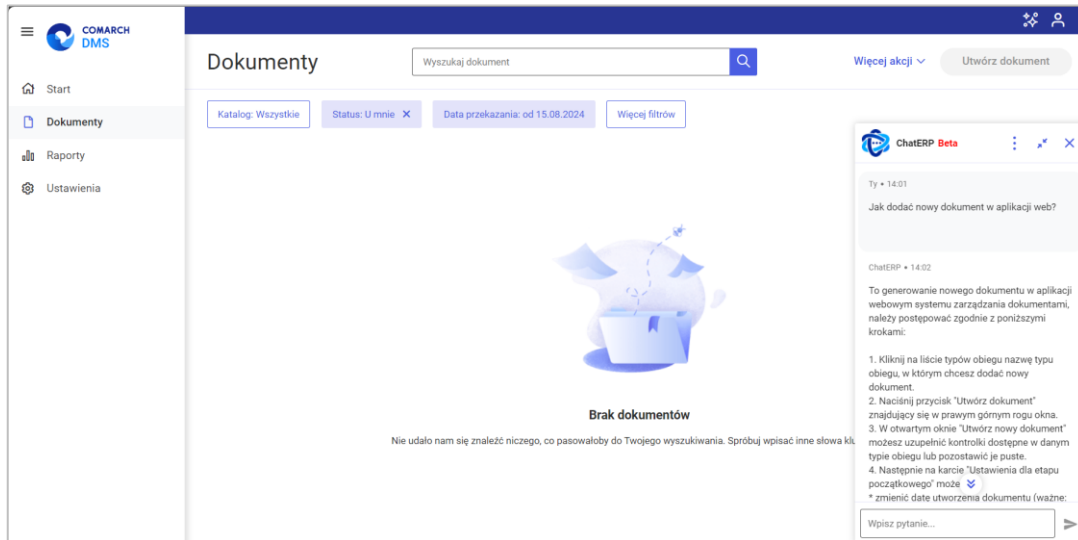 COMARCH
DMS
Start
Dokumenty
Raporty
Ustawienia
Dokumenty
Wyszukaj dokument
Więcej akcji
Utwórz dokument
Katalog: Wszystkie
Status: U mnie X
Data przekazania: od 15.08.2024
Więcej filtrów
Brak dokumentów
Nie udało nam się znaleźć niczego, co pasowałoby do Twojego wyszukiwania. Spróbuj wpisać inne słowa klu
ChatERP Beta
Ty • 14:01
Jak dodać nowy dokument w aplikacji web?
ChatERP • 14:02
To generowanie nowego dokumentu w aplikacji
webowym systemu zarządzania dokumentami,
należy postępować zgodnie z poniższymi
krokami:
1. Kliknij na liście typów obiegu nazwę typu
obiegu, w którym chcesz dodać nowy
dokument.
2. Naciśnij przycisk "Utwórz dokument"
znajdujący się w prawym górnym rogu okna.
3. W otwartym oknie "Utwórz nowy dokument"
możesz uzupełnić kontrolki dostępne w danym
typie obiegu lub pozostawić je puste.
4. Następnie na karcie "Ustawienia dla etapu
początkowego" może
* zmienić datę utworzenia dokumentu (ważne:
Wpisz pytanie...